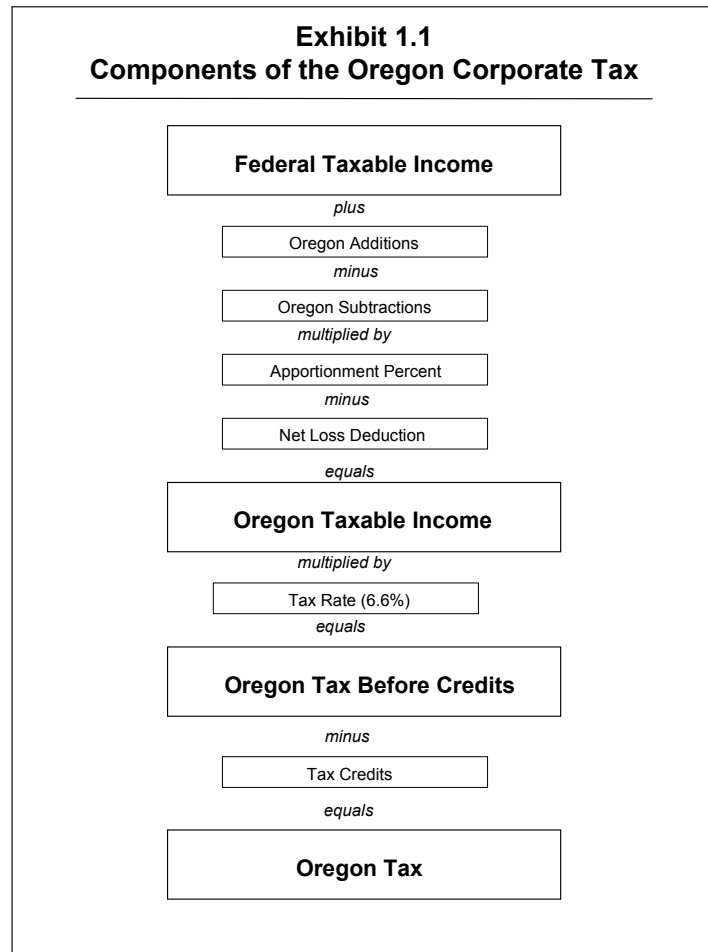 Exhibit 1.1
Components of the Oregon Corporate Tax
Federal Taxable Income
plus
Oregon Additions
minus
Oregon Subtractions
multiplied by
Apportionment Percent
minus
Net Loss Deduction
equals
Oregon Taxable Income
multiplied by
Tax Rate (6.6%)
equals
Oregon Tax Before Credits
minus
Tax Credits
equals
Oregon Tax